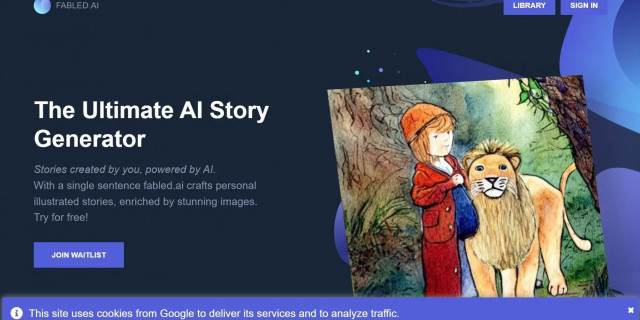 FABLED.AI
LIBRARY
SIGN IN
The Ultimate AI Story
Generator
Stories created by you, powered by AI.
With a single sentence fabled.ai crafts personal
illustrated stories, enriched by stunning images.
Try for free!
JOIN WAITLIST
This site uses cookies from Google to deliver its services and to analyze traffic.